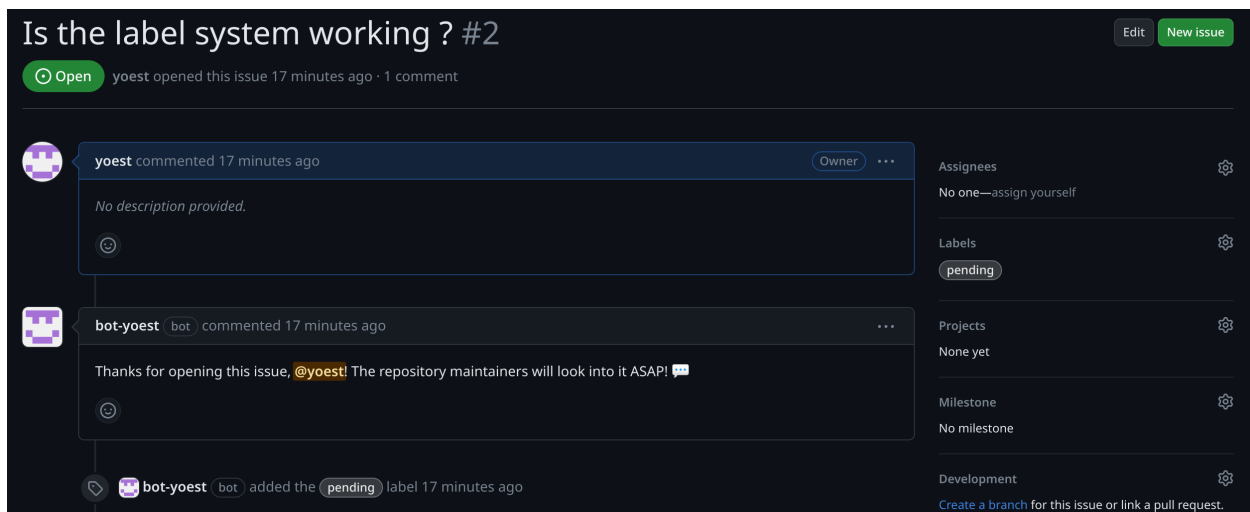 Is the label system working ? #2
Edit
New issue
Open
yoest opened this issue 17 minutes ago · 1 comment
yoest commented 17 minutes ago
Owner
No description provided.
bot-yoest bot commented 17 minutes ago
Thanks for opening this issue, @yoest! The repository maintainers will look into it ASAP! 💬
bot-yoest bot added the pending label 17 minutes ago
Assignees
No one—assign yourself
Labels
pending
Projects
None yet
Milestone
No milestone
Development
Create a branch for this issue or link a pull request.